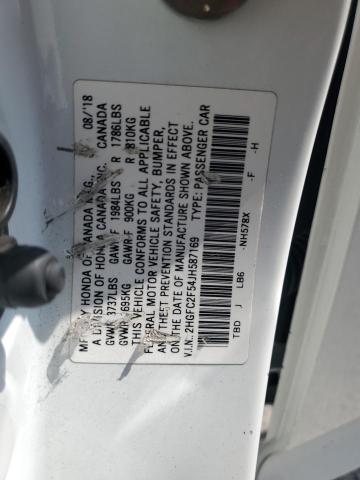 MF BY HONDA OF CANADA MFG., 08/'18
A DIVISION OF HONDA CANADA CANADA
GVWR 3737LBS GAWR F 1984LBS R 1786LBS
GVWR 1695KG GAWR-F 900KG R 810KG
THIS VEHICLE CONFORMS TO ALL APPLICABLE
FEDERAL MOTOR VEHICLE SAFETY, BUMPER,
AND THEFT PREVENTION STANDARDS IN EFFECT
ON THE DATE OF MANUFACTURE SHOWN ABOVE.
V.I.N: 2HGFC2F54JH587169 TYPE: PASSENGER CAR
TBD J LB6 -NH578X -F -H